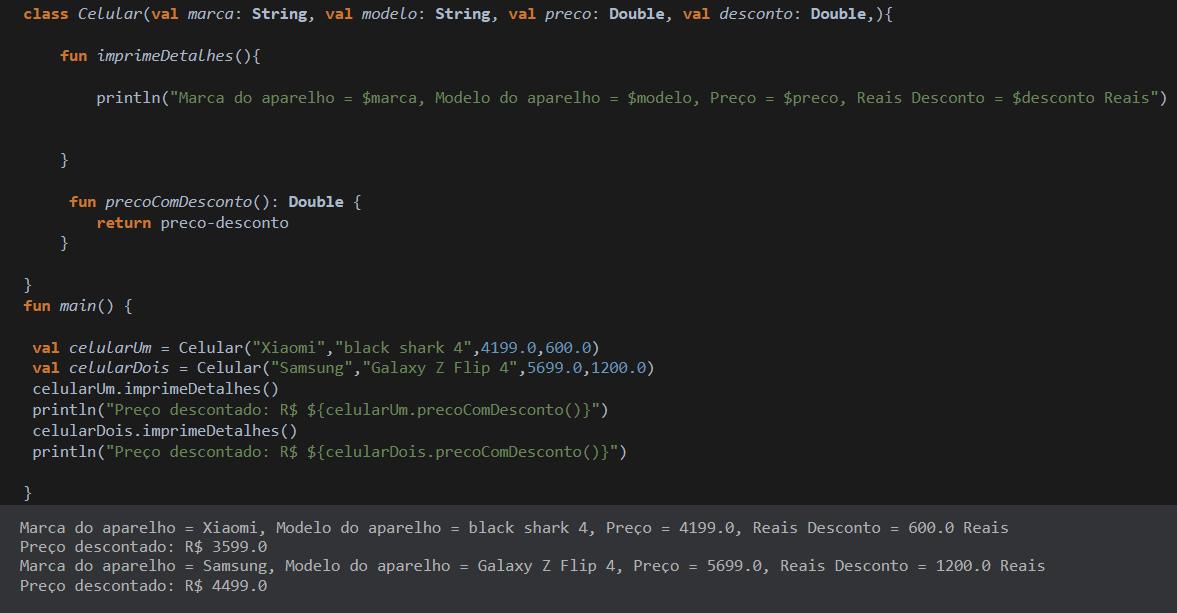 class Celular(val marca: String, val modelo: String, val preco: Double, val desconto: Double,){
fun imprimeDetalhes(){
println("Marca do aparelho = $marca, Modelo do aparelho = $modelo, Preço = $preco, Reais Desconto = $desconto Reais")
}
fun precoComDesconto(): Double {
return preco-desconto
}
}
fun main() {
val celularUm = Celular("Xiaomi","black shark 4",4199.0,600.0)
val celularDois = Celular("Samsung","Galaxy Z Flip 4",5699.0,1200.0)
celularUm.imprimeDetalhes()
println("Preço descontado: R$ ${celularUm.precoComDesconto()}")
celularDois.imprimeDetalhes()
println("Preço descontado: R$ ${celularDois.precoComDesconto()}")
}
Marca do aparelho = Xiaomi, Modelo do aparelho = black shark 4, Preço = 4199.0, Reais Desconto = 600.0 Reais
Preço descontado: R$ 3599.0
Marca do aparelho = Samsung, Modelo do aparelho = Galaxy Z Flip 4, Preço = 5699.0, Reais Desconto = 1200.0 Reais
Preço descontado: R$ 4499.0